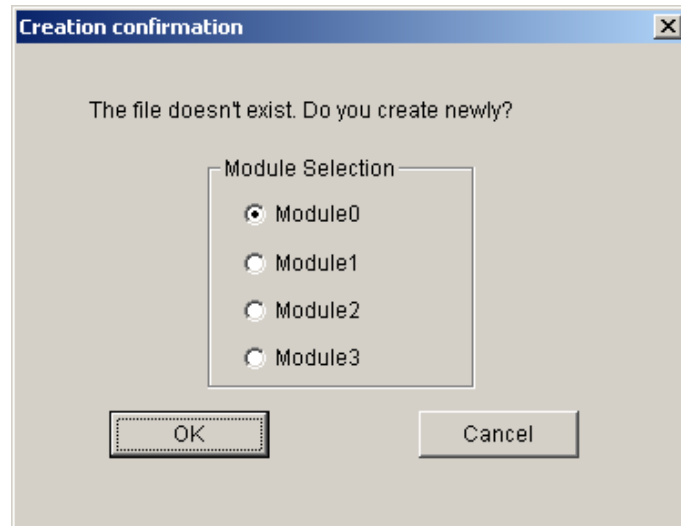 Creation confirmation
The file doesn't exist. Do you create newly?
Module Selection
Module0
Module1
Module2
Module3
OK
Cancel